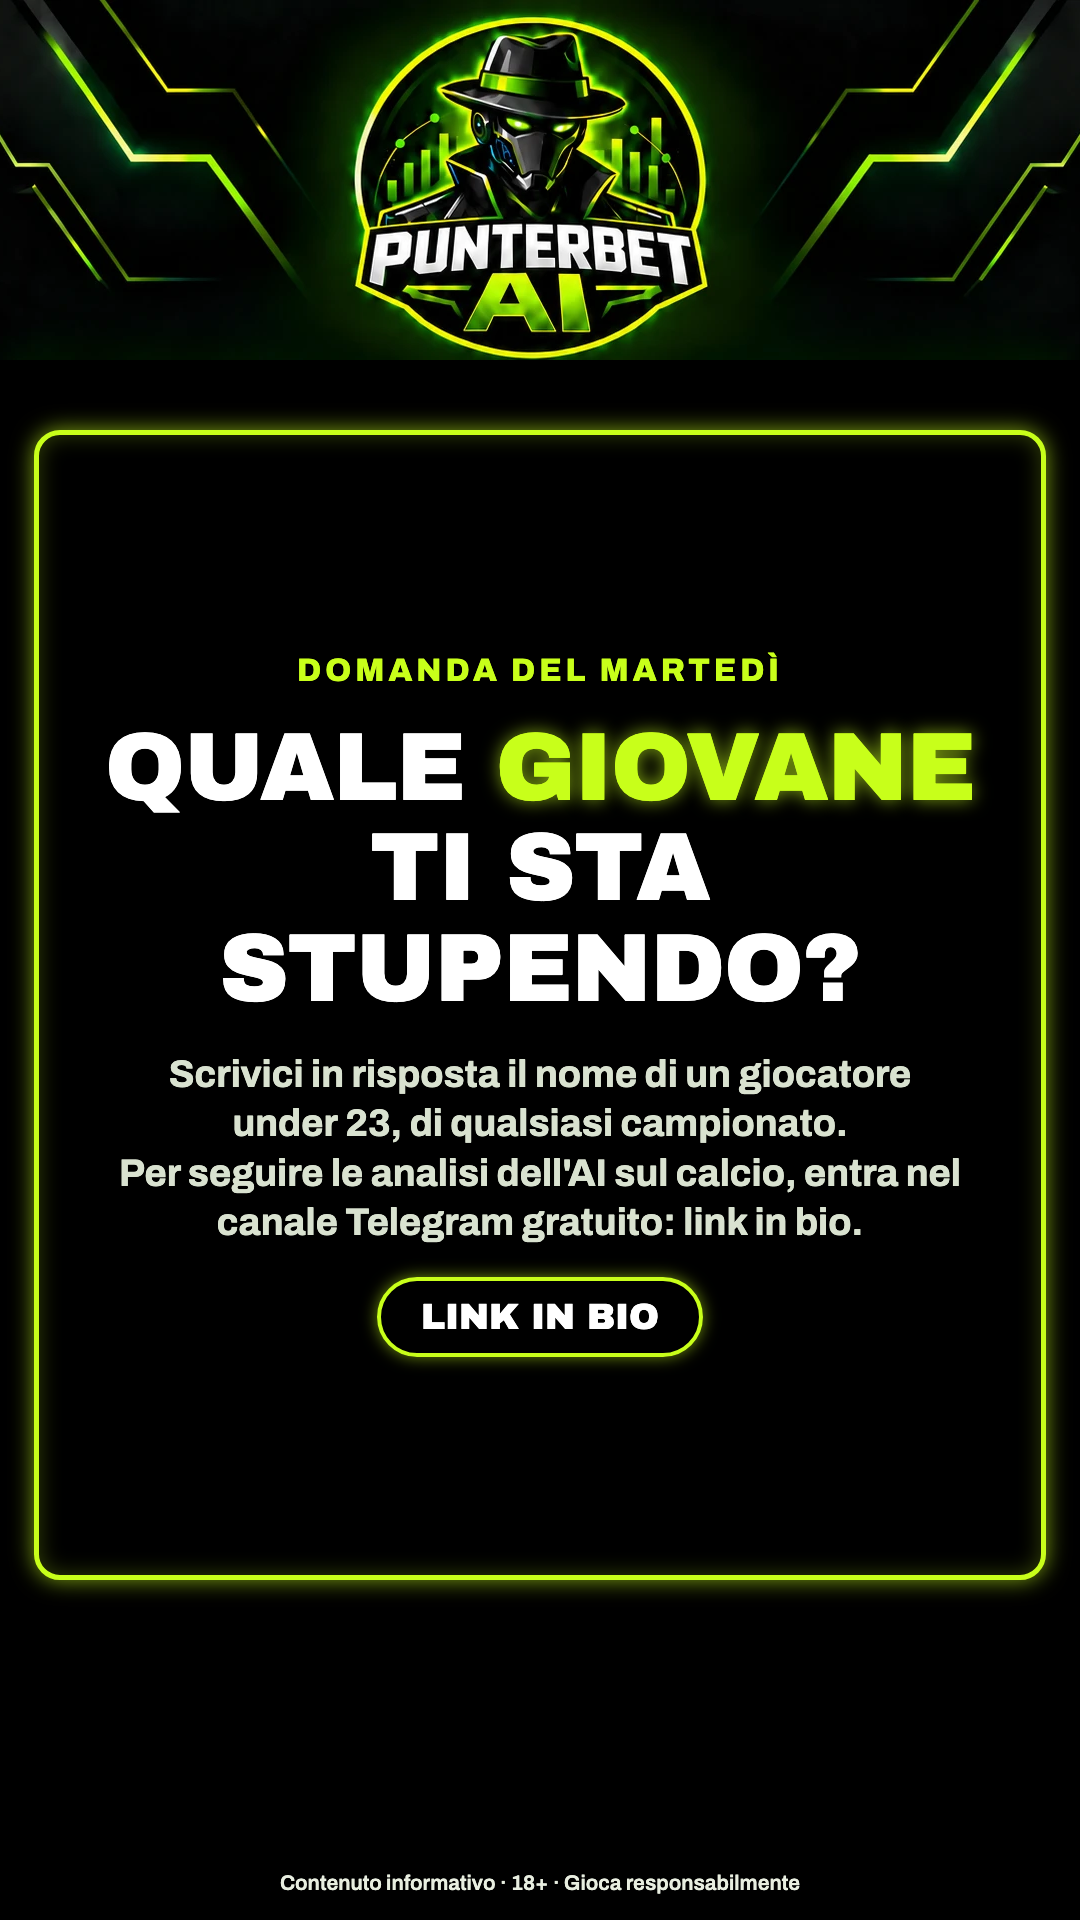 PUNTERBET
AI
DOMANDA DEL MARTEDÌ
QUALE GIOVANE
TI STA
STUPENDO?
Scrivici in risposta il nome di un giocatore
under 23, di qualsiasi campionato.
Per seguire le analisi dell'AI sul calcio, entra nel
canale Telegram gratuito: link in bio.
LINK IN BIO
Contenuto informativo · 18+ · Gioca responsabilmente